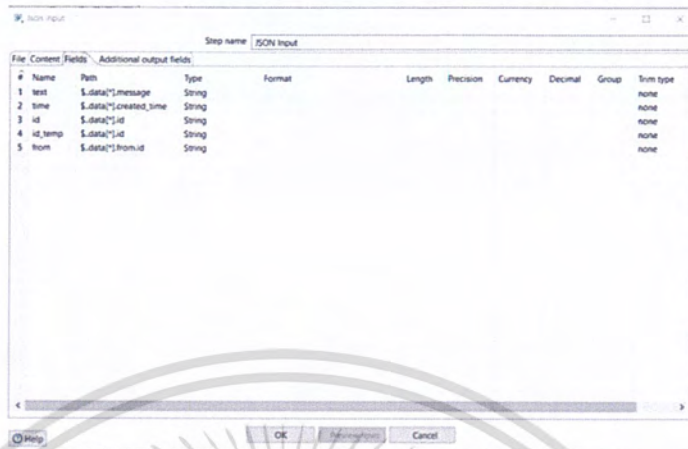 Json Input
Step name JSON Input
File Content Fields Additional output fields
# Name Path Type Format Length Precision Currency Decimal Group Trim type
1 text $..data[*].message String none
2 time $..data[*].created_time String none
3 id $..data[*].id String none
4 id_temp $..data[*].id String none
5 from $..data[*].from.id String none
Help OK Preview rows Cancel